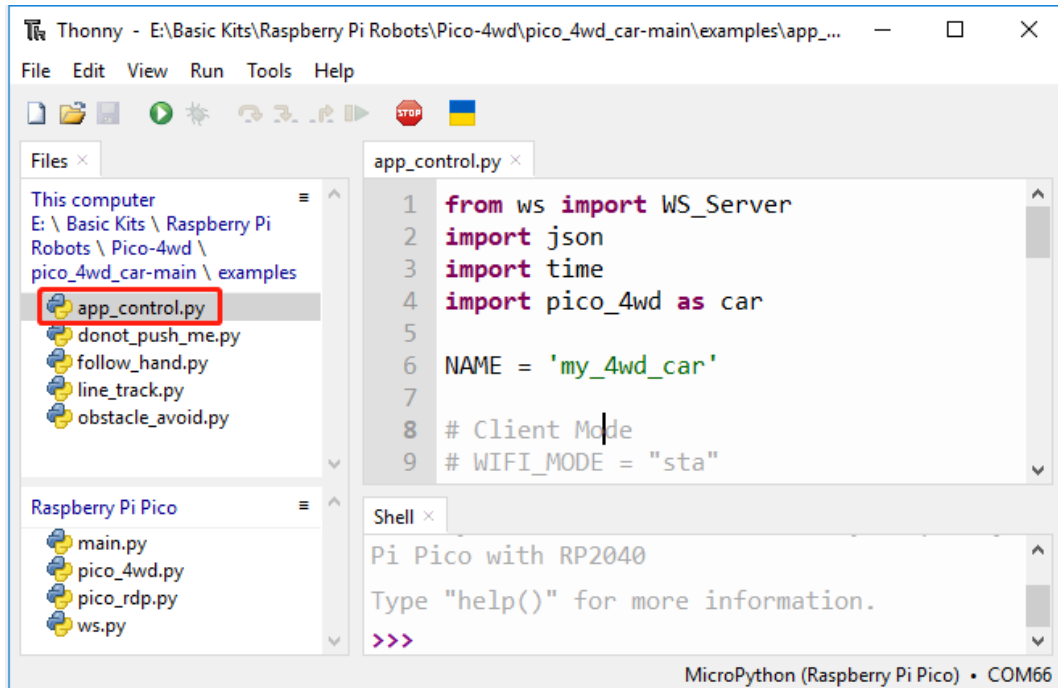 Thonny - E:\Basic Kits\Raspberry Pi Robots\Pico-4wd\pico_4wd_car-main\examples\app_...
File Edit View Run Tools Help
STOP
Files
This computer
E: \ Basic Kits \ Raspberry Pi
Robots \ Pico-4wd \
pico_4wd_car-main \ examples
app_control.py
donot_push_me.py
follow_hand.py
line_track.py
obstacle_avoid.py
Raspberry Pi Pico
main.py
pico_4wd.py
pico_rdp.py
ws.py
app_control.py
1 from ws import WS_Server
2 import json
3 import time
4 import pico_4wd as car
5
6 NAME = 'my_4wd_car'
7
8 # Client Mode
9 # WIFI_MODE = "sta"
Shell
Pi Pico with RP2040
Type "help()" for more information.
>>>
MicroPython (Raspberry Pi Pico) • COM66